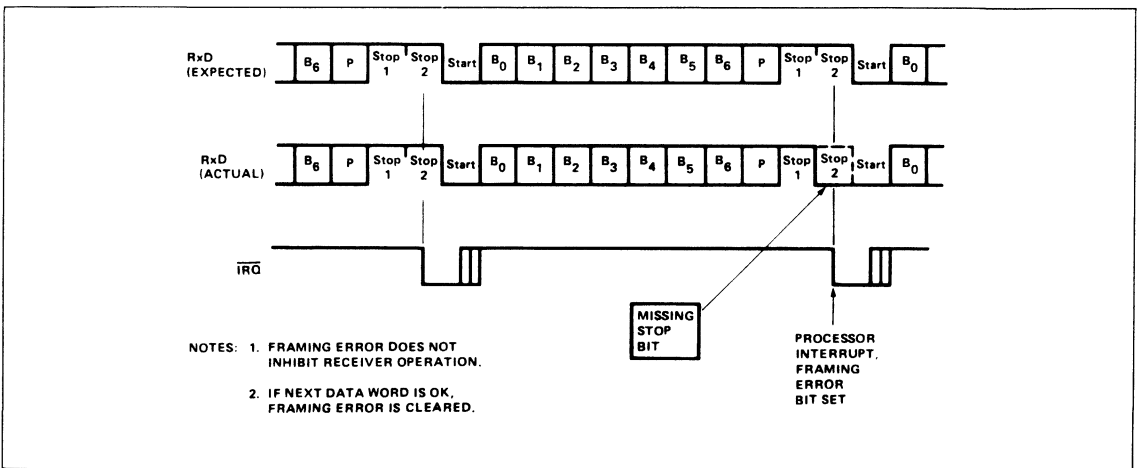 RxD
(EXPECTED)
B6 P Stop 1 Stop 2 Start B0 B1 B2 B3 B4 B5 B6 P Stop 1 Stop 2 Start B0
RxD
(ACTUAL)
B6 P Stop 1 Stop 2 Start B0 B1 B2 B3 B4 B5 B6 P Stop 1 Stop 2 Start B0
IRQ
MISSING
STOP
BIT
PROCESSOR
INTERRUPT,
FRAMING
ERROR
BIT SET
NOTES: 1. FRAMING ERROR DOES NOT
INHIBIT RECEIVER OPERATION.
2. IF NEXT DATA WORD IS OK,
FRAMING ERROR IS CLEARED.